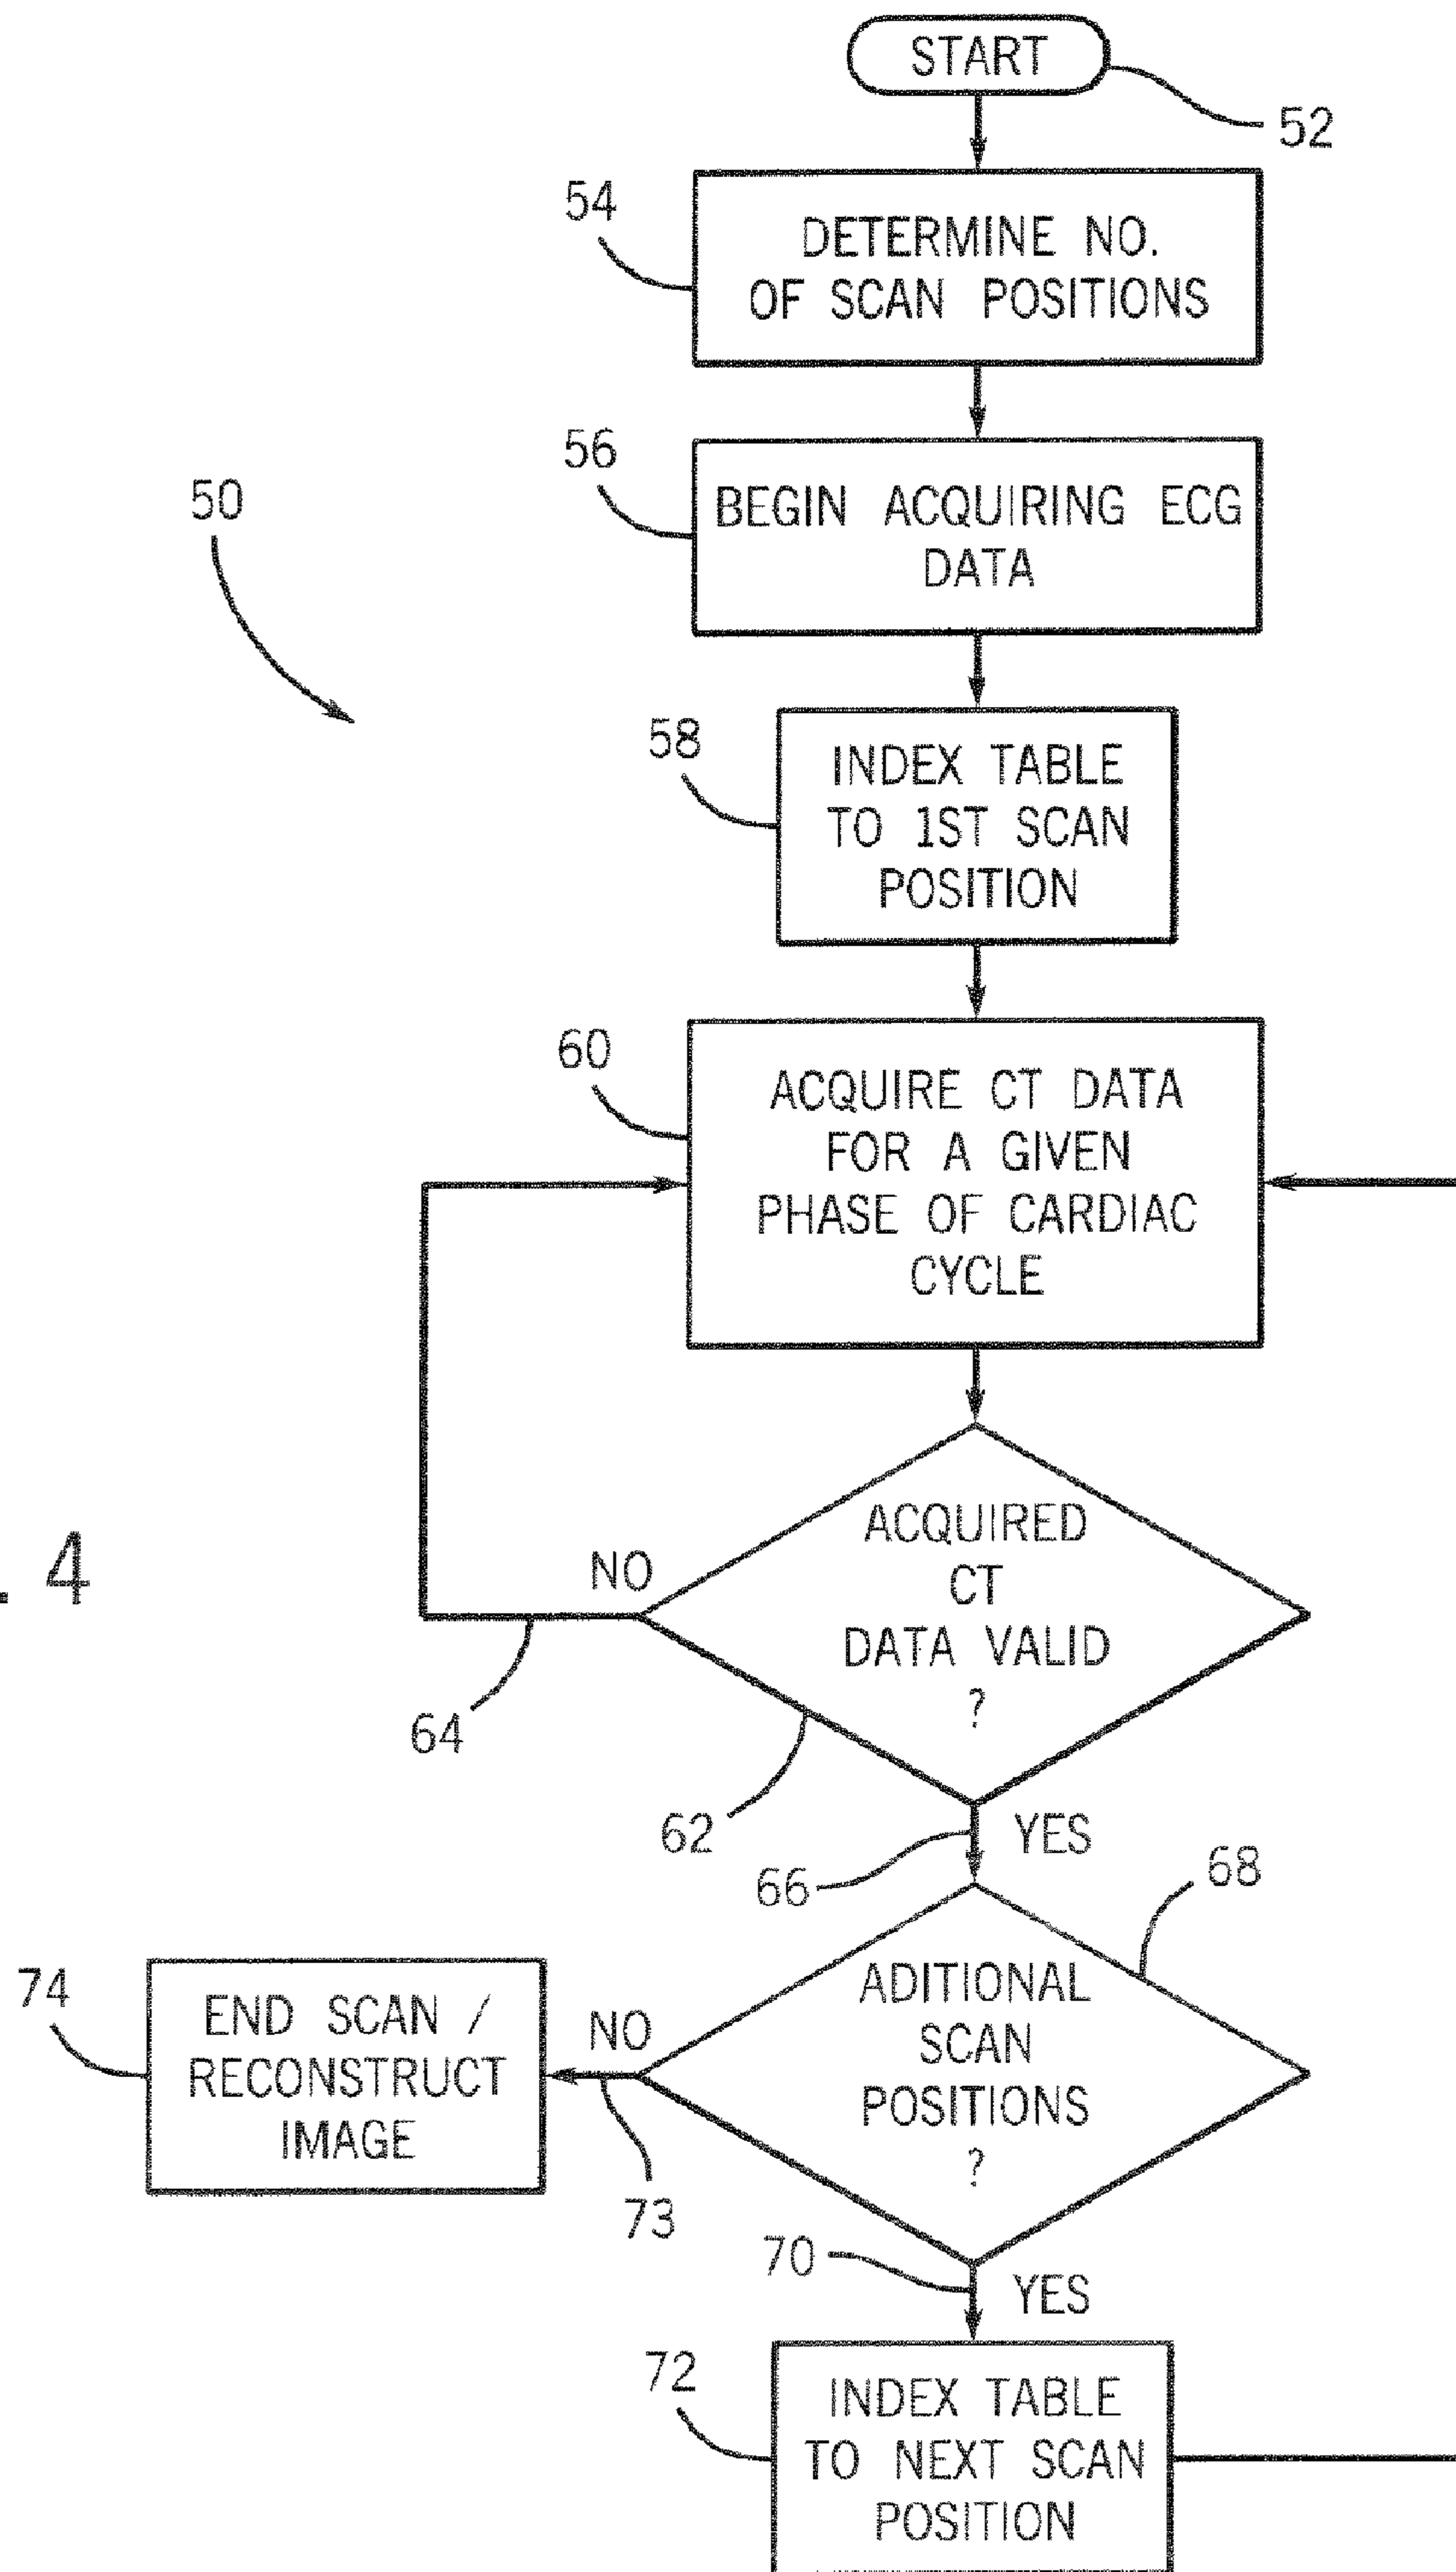 START
52
54
DETERMINE NO.
OF SCAN POSITIONS
56
BEGIN ACQUIRING ECG
DATA
50
58
INDEX TABLE
TO 1ST SCAN
POSITION
60
ACQUIRE CT DATA
FOR A GIVEN
PHASE OF CARDIAC
CYCLE
. 4
NO
ACQUIRED
CT
DATA VALID
?
64
62
66
YES
68
74
END SCAN /
RECONSTRUCT
IMAGE
NO
73
ADITIONAL
SCAN
POSITIONS
?
70
YES
72
INDEX TABLE
TO NEXT SCAN
POSITION